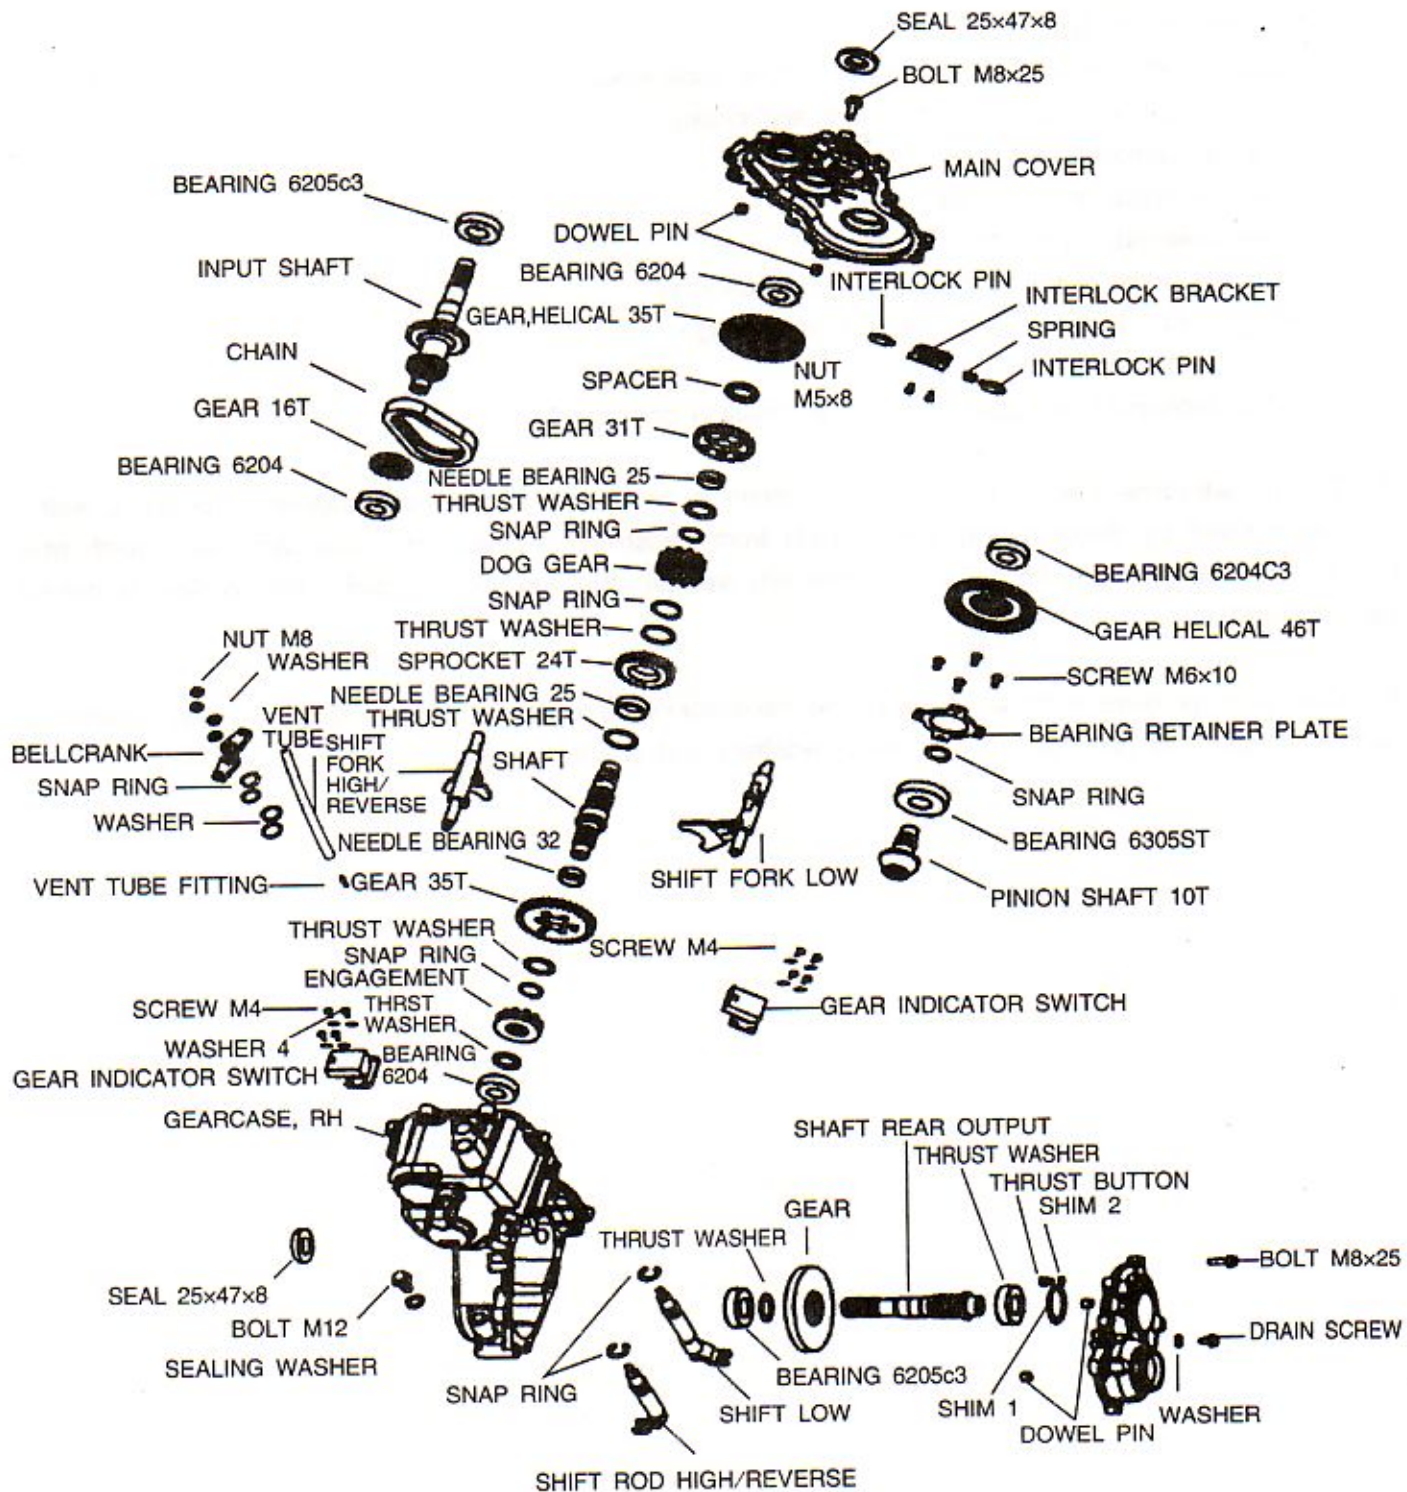 SEAL 25×47×8
BOLT M8×25
MAIN COVER
BEARING 6205c3
DOWEL PIN
INPUT SHAFT
BEARING 6204
INTERLOCK PIN
INTERLOCK BRACKET
GEAR,HELICAL 35T
SPRING
CHAIN
NUT
M5×8
INTERLOCK PIN
SPACER
GEAR 16T
GEAR 31T
BEARING 6204
NEEDLE BEARING 25
THRUST WASHER
SNAP RING
DOG GEAR
BEARING 6204C3
SNAP RING
THRUST WASHER
GEAR HELICAL 46T
NUT M8
WASHER
SPROCKET 24T
SCREW M6×10
NEEDLE BEARING 25
VENT
TUBE
THRUST WASHER
BEARING RETAINER PLATE
BELLCRANK
SHIFT
FORK
HIGH/
REVERSE
SHAFT
SNAP RING
SNAP RING
WASHER
NEEDLE BEARING 32
BEARING 6305ST
SHIFT FORK LOW
VENT TUBE FITTING
GEAR 35T
PINION SHAFT 10T
THRUST WASHER
SCREW M4
SNAP RING
ENGAGEMENT
SCREW M4
THRST
WASHER
GEAR INDICATOR SWITCH
WASHER 4
BEARING
6204
GEAR INDICATOR SWITCH
GEARCASE, RH
SHAFT REAR OUTPUT
THRUST WASHER
THRUST BUTTON
SHIM 2
GEAR
THRUST WASHER
BOLT M8×25
SEAL 25×47×8
BOLT M12
DRAIN SCREW
SEALING WASHER
SNAP RING
BEARING 6205c3
SHIFT LOW
SHIM 1
DOWEL PIN
WASHER
SHIFT ROD HIGH/REVERSE